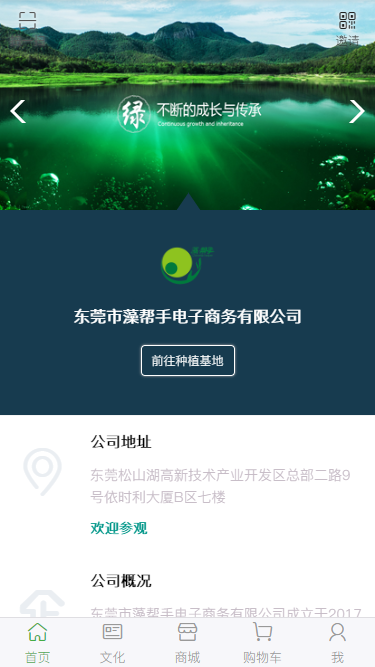 邀请
绿
不断的成长与传承
Continuous growth and inheritance
藻帮手
东莞市藻帮手电子商务有限公司
前往种植基地
公司地址
东莞松山湖高新技术产业开发区总部二路9
号依时利大厦B区七楼
欢迎参观
公司概况
东莞市藻帮手电子商务有限公司成立于2017
首页
文化
商城
购物车
我